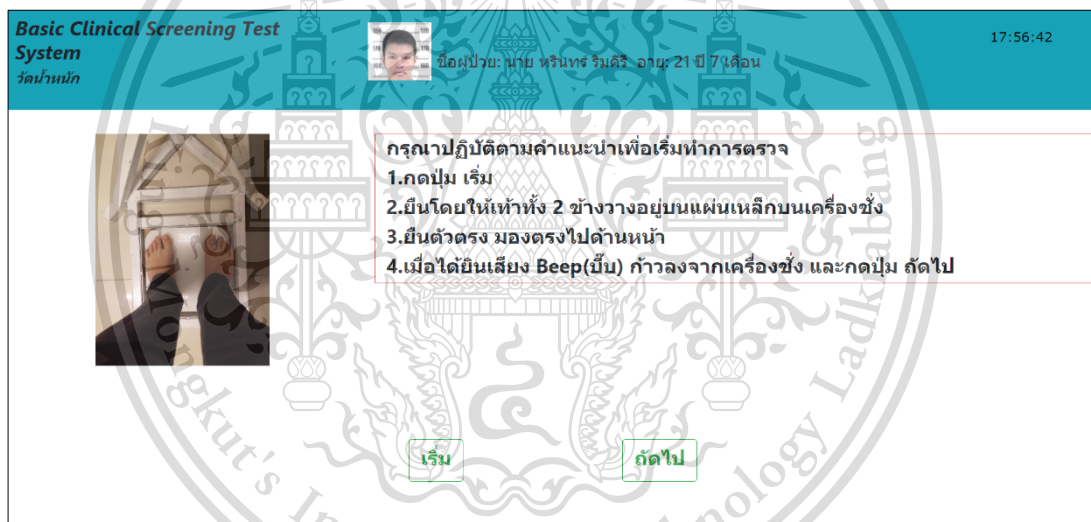 Basic Clinical Screening Test
System
วัดน้ำหนัก
ชื่อผู้ป่วย: นาย หรินทร์ ริมคีรี อายุ: 21 ปี 7 เดือน
17:56:42
กรุณาปฏิบัติตามคำแนะนำเพื่อเริ่มทำการตรวจ
1.กดปุ่ม เริ่ม
2.ยืนโดยให้เท้าทั้ง 2 ข้างวางอยู่บนแผ่นเหล็กบนเครื่องชั่ง
3.ยืนตัวตรง มองตรงไปด้านหน้า
4.เมื่อได้ยินเสียง Beep(บี๊บ) ก้าวลงจากเครื่องชั่ง และกดปุ่ม ถัดไป
เริ่ม
ถัดไป